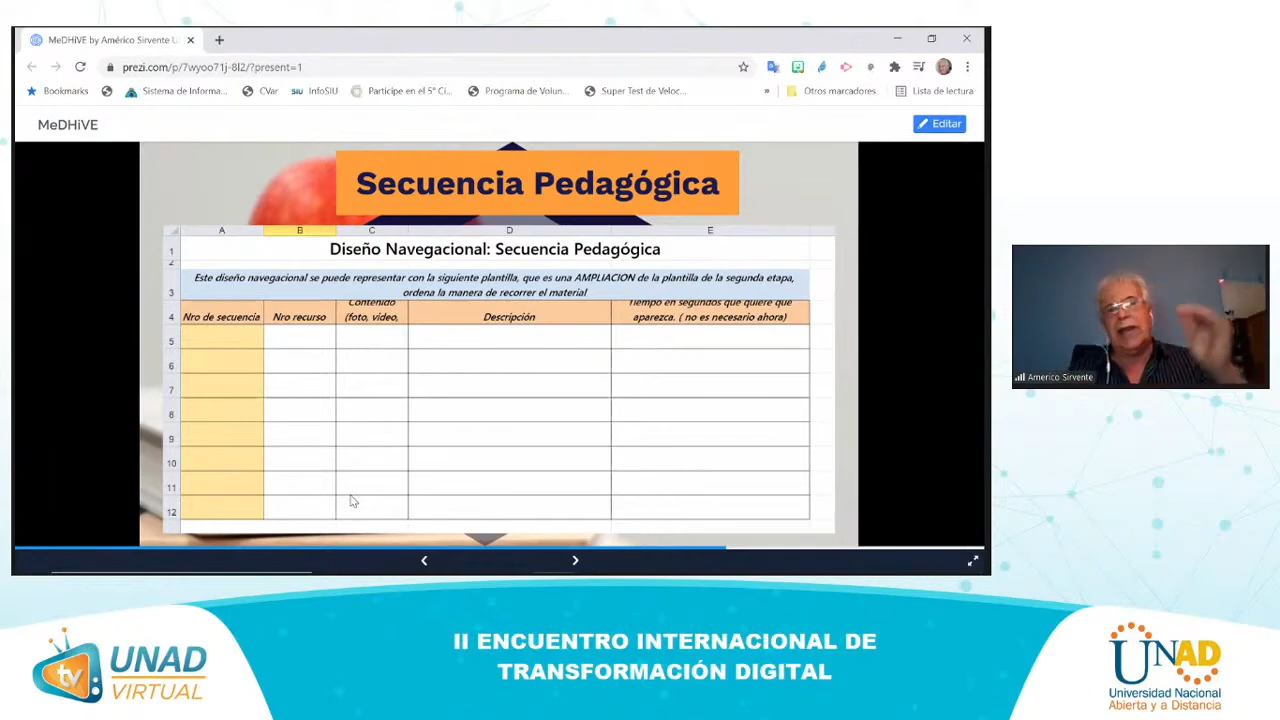 MeDHiVE by Américo Sirvente U
prezi.com/p/7wyoo71j-8l2/?present=1
Bookmarks
Sistema de Informa...
CVar
SIU InfoSIU
Participe en el 5° Ci...
Programa de Volun...
Super Test de Veloc...
»
Otros marcadores
Lista de lectura
MeDHiVE
Editar
Secuencia Pedagógica
A B C D E
1 Diseño Navegacional: Secuencia Pedagógica
2
Este diseño navegacional se puede representar con la siguiente plantilla, que es una AMPLIACION de la plantilla de la segunda etapa,
3 ordena la manera de recorrer el material
Contenido
Tiempo en segundos que quiere que
4 Nro de secuencia Nro recurso (foto, video, Descripción aparezca. ( no es necesario ahora)
5
6
7
8
9
10
11
12
Americo Sirvente
tv UNAD
VIRTUAL
II ENCUENTRO INTERNACIONAL DE
TRANSFORMACIÓN DIGITAL
UNAD
Universidad Nacional
Abierta y a Distancia